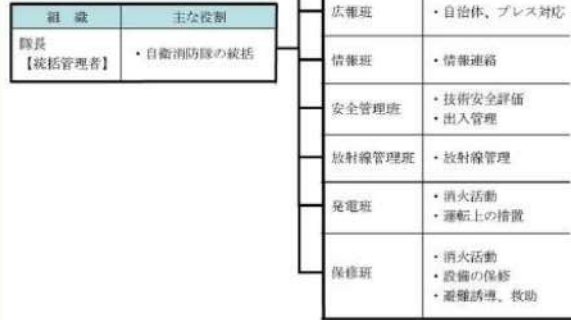 組 織 主な役割
隊長
【統括管理者】
・自衛消防隊の統括
広報班 ・自治体、プレス対応
情報班 ・情報連絡
安全管理班 ・技術安全評価
・出入管理
放射線管理班 ・放射線管理
発電班 ・消火活動
・運転上の措置
保修班 ・消火活動
・設備の保修
・避難誘導、救助